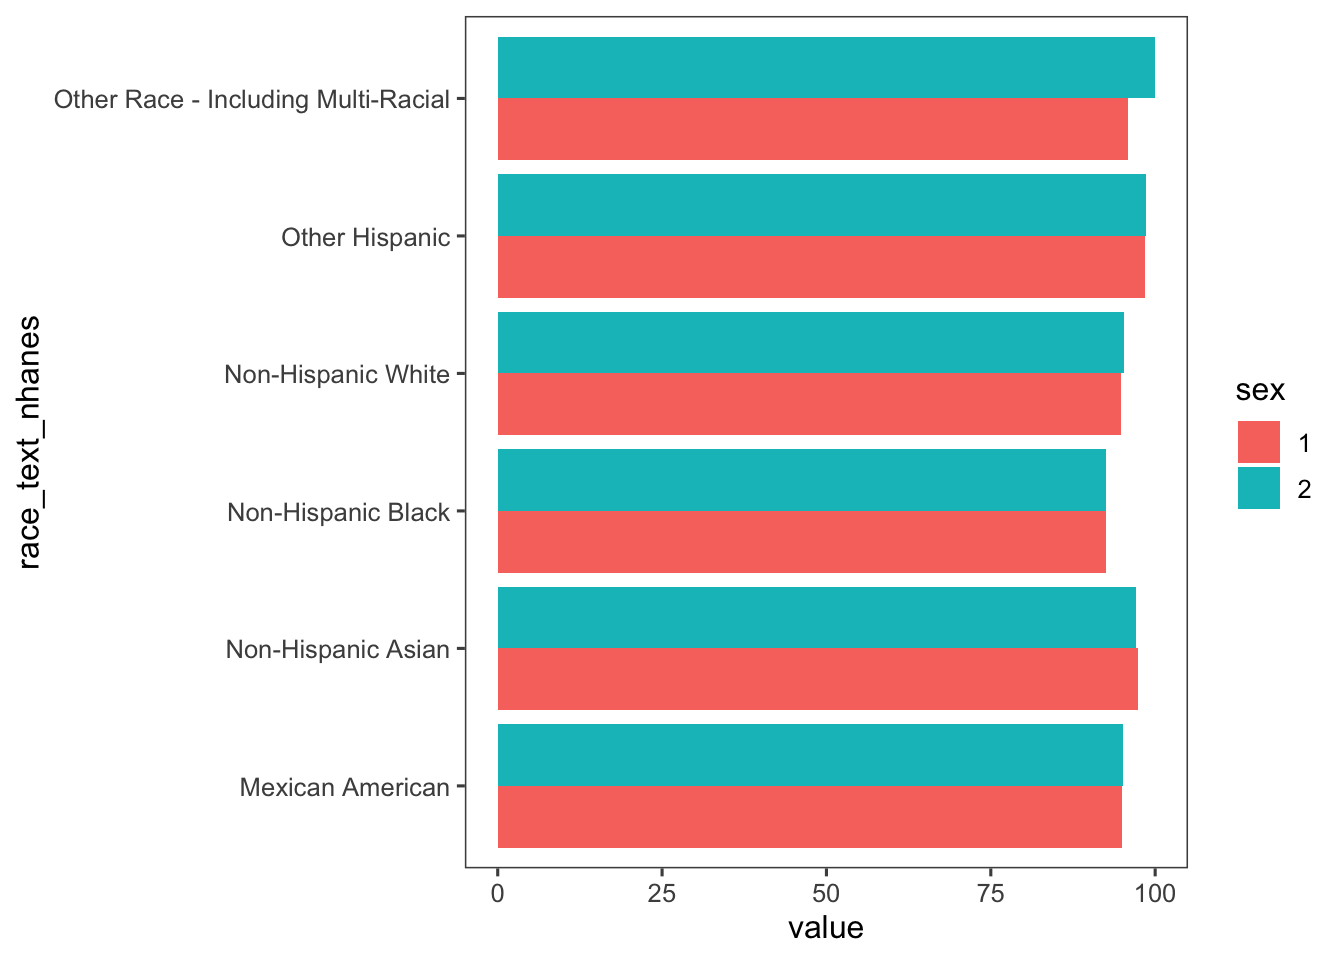 Other Race - Including Multi-Racial
Other Hispanic
Non-Hispanic White
Non-Hispanic Black
Non-Hispanic Asian
Mexican American
race_text_nhanes
0 25 50 75 100
value
sex
1
2